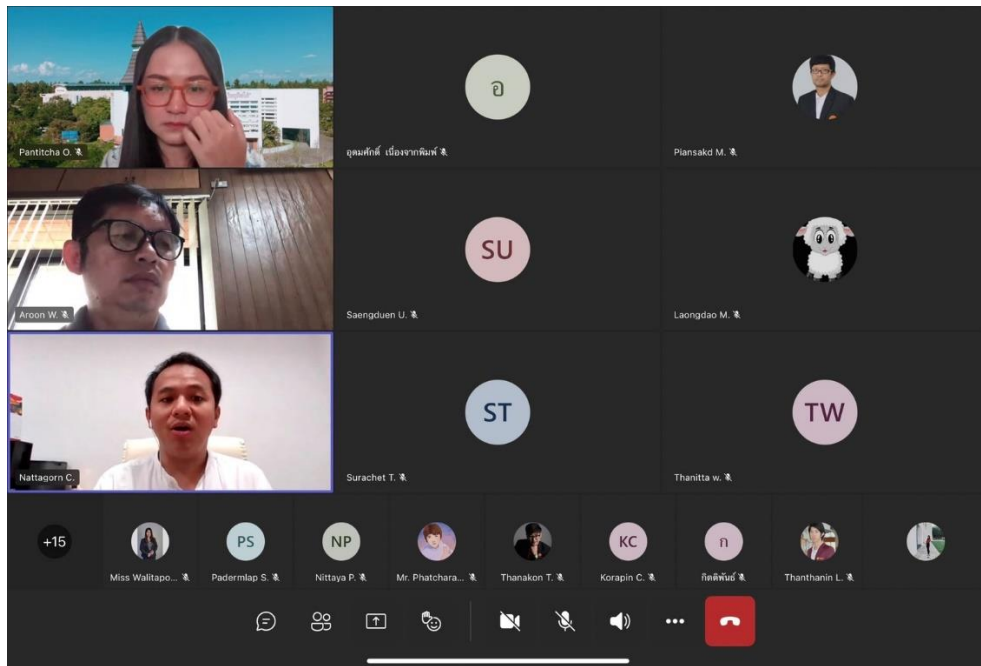 Pantitcha O.
อ
อุดมศักดิ์ เนื่องจากพิมพ์
Piansakd M.
Aroon W.
SU
Saengduen U.
Laongdao M.
Nattagorn C.
ST
Surachet T.
TW
Thanitta w.
+15
Miss Walitapo...
PS
Padermlap S.
NP
Nittaya P.
Mr. Phatchara...
Thanakon T.
KC
Korapin C.
ก
กิตติพันธ์
Thanthanin L.